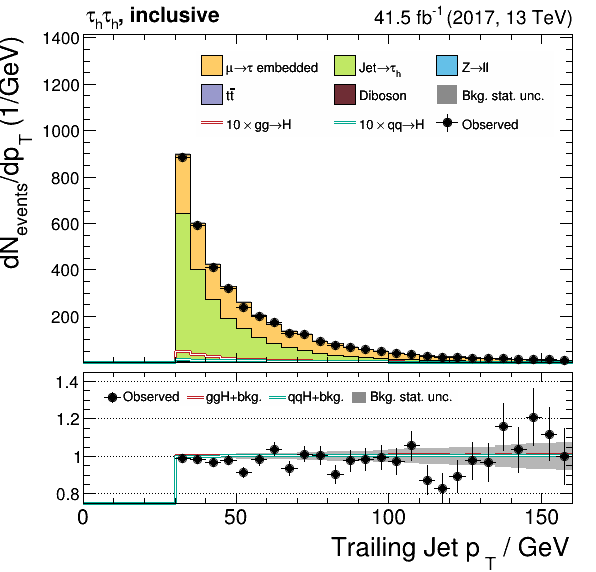 τhτh, inclusive 41.5 fb⁻¹ (2017, 13 TeV)
dNevents/dpT (1/GeV)
1400
1200
1000
800
600
400
200
μ→τ embedded Jet→τh Z→ll
tt̄ Diboson Bkg. stat. unc.
10 × gg→H 10 × qq→H Observed
1.4
1.2
1
0.8
Observed ggH+bkg. qqH+bkg. Bkg. stat. unc.
0 50 100 150
Trailing Jet pT / GeV